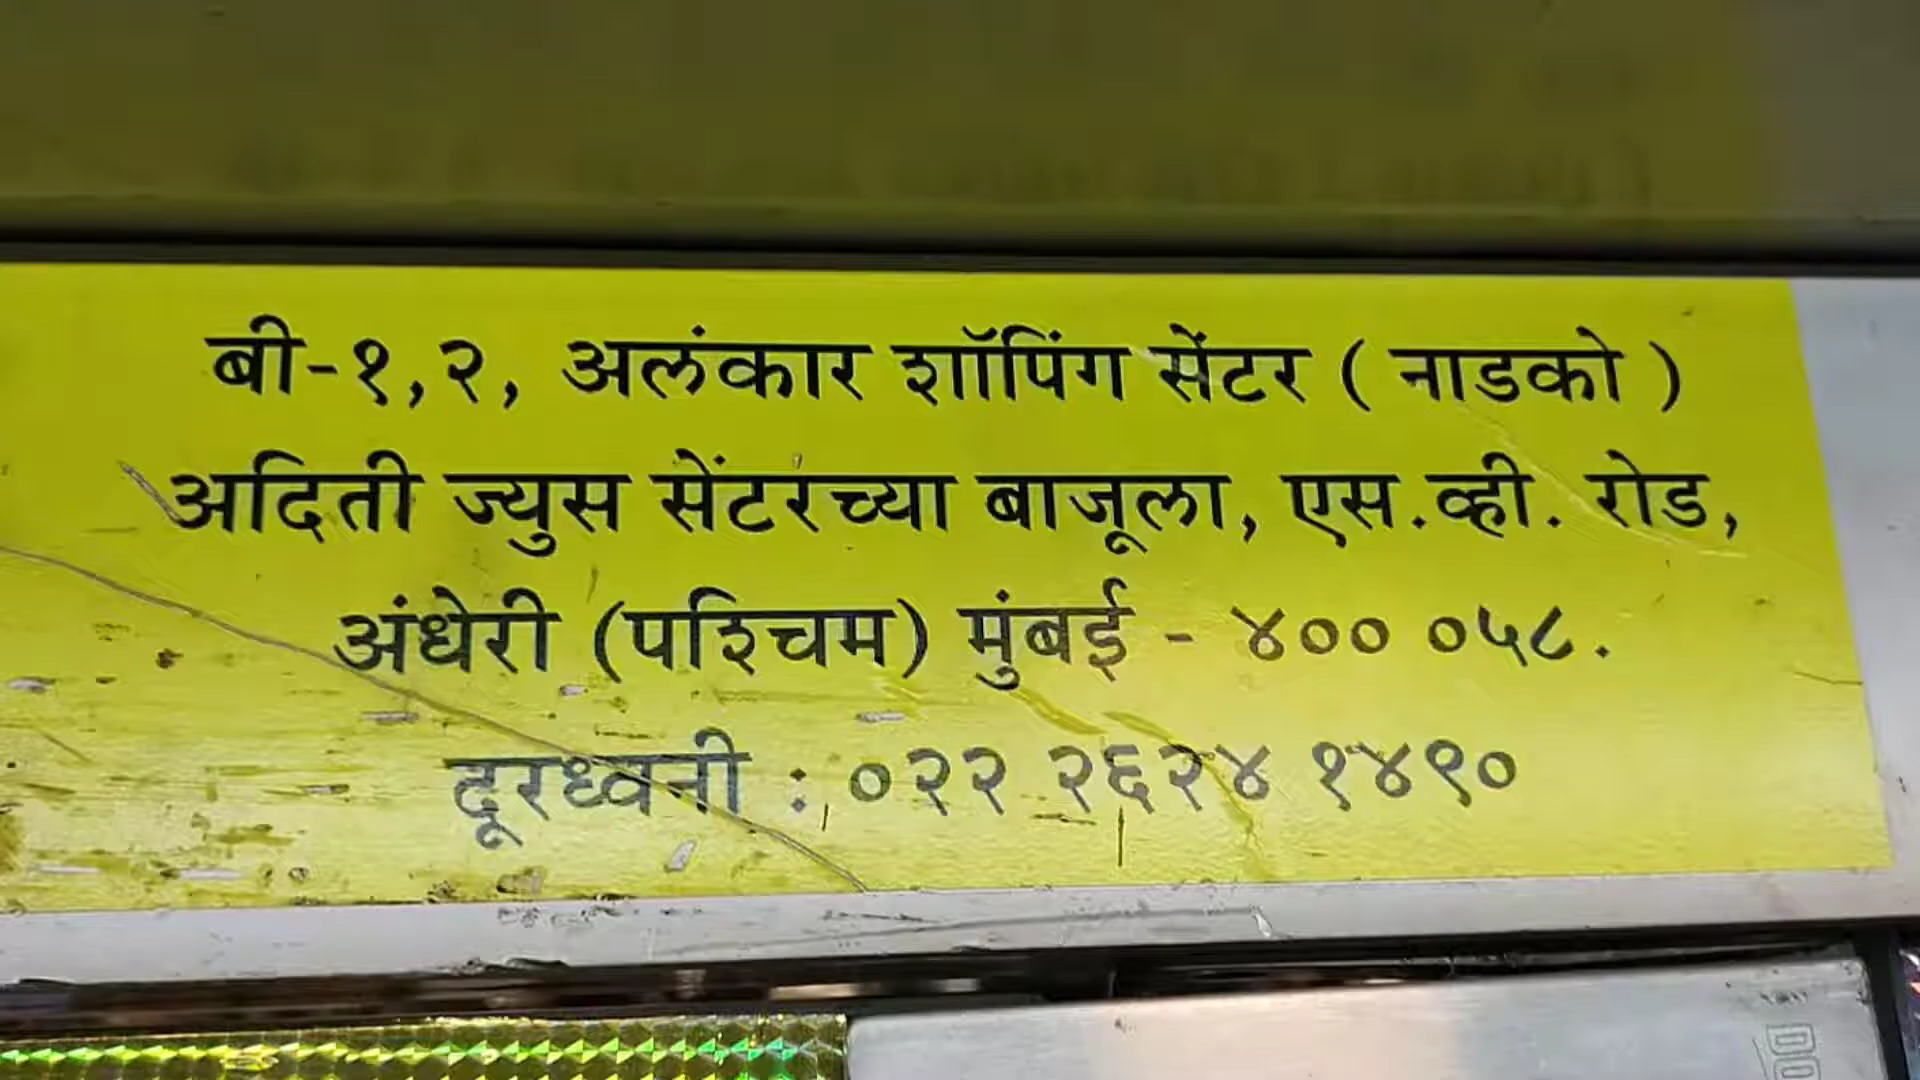 बी-१,२, अलंकार शॉपिंग सेंटर ( नाडको )
अदिती ज्युस सेंटरच्या बाजूला, एस.व्ही. रोड,
अंधेरी (पश्चिम) मुंबई - ४०० ०५८.
दूरध्वनी : ०२२ २६२४ १४९०